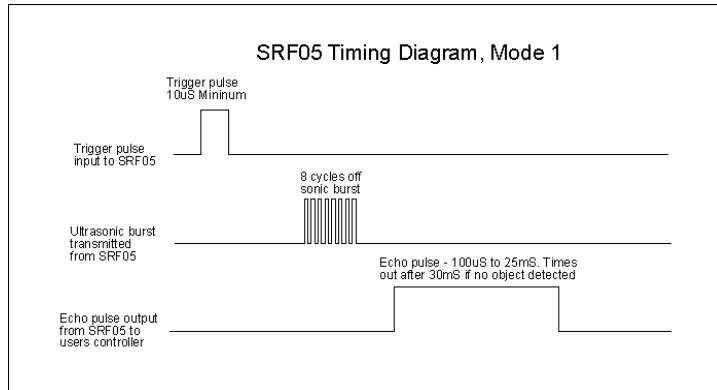 SRF05 Timing Diagram, Mode 1
Trigger pulse
10uS Mininum
Trigger pulse
input to SRF05
8 cycles off
sonic burst
Ultrasonic burst
transmitted
from SRF05
Echo pulse - 100uS to 25mS. Times
out after 30mS if no object detected
Echo pulse output
from SRF05 to
users controller